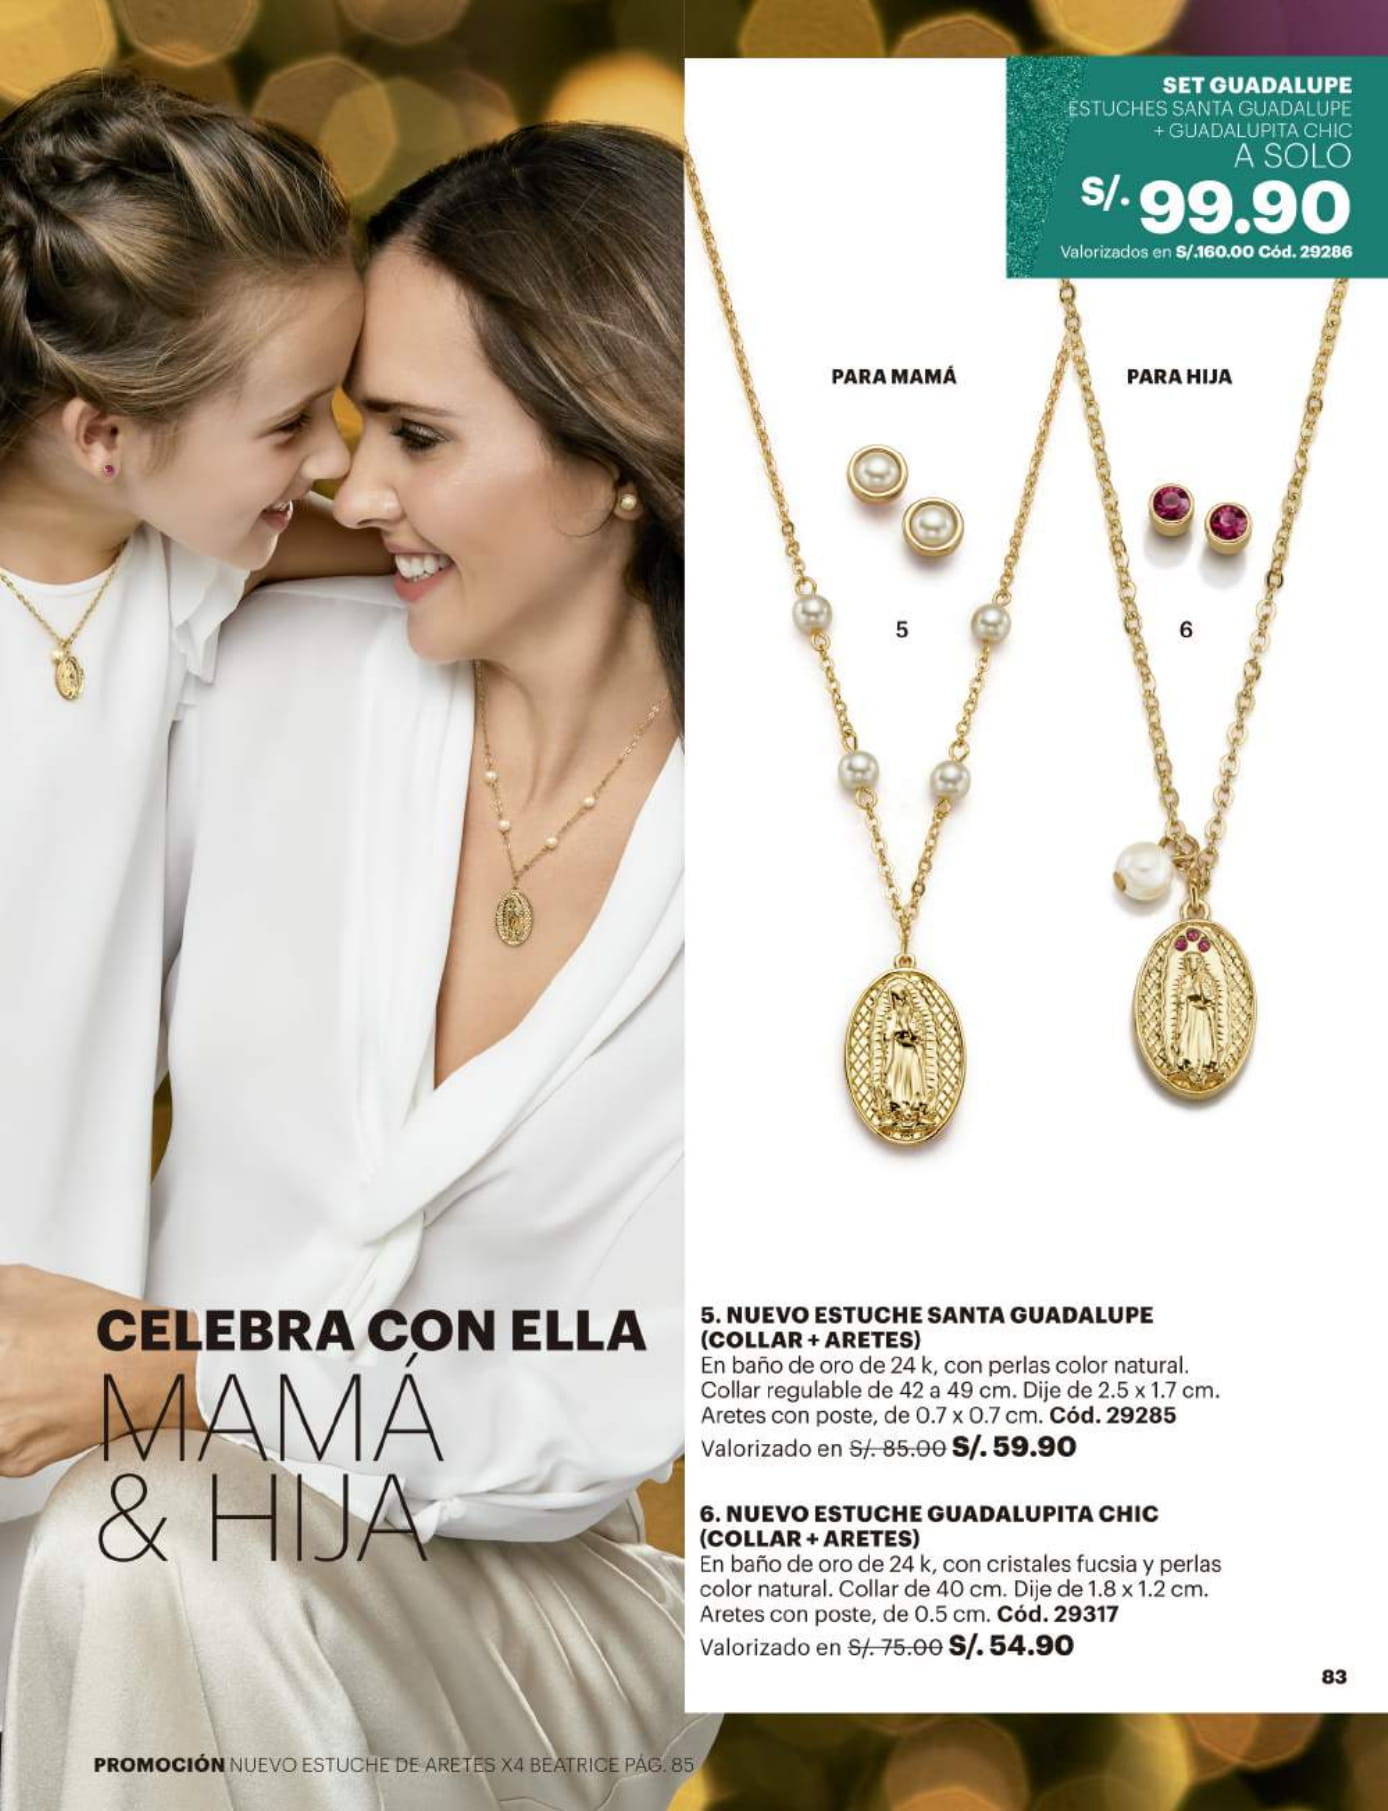 SET GUADALUPE
ESTUCHES SANTA GUADALUPE
+ GUADALUPITA CHIC
A SOLO
S/. 99.90
Valorizados en S/.160.00 Cód. 29286
PARA MAMÁ
PARA HIJA
5
6
CELEBRA CON ELLA
MAMÁ
& HIJA
5. NUEVO ESTUCHE SANTA GUADALUPE
(COLLAR + ARETES)
En baño de oro de 24 k, con perlas color natural.
Collar regulable de 42 a 49 cm. Dije de 2.5 x 1.7 cm.
Aretes con poste, de 0.7 x 0.7 cm. Cód. 29285
Valorizado en S/. 85.00 S/. 59.90
6. NUEVO ESTUCHE GUADALUPITA CHIC
(COLLAR + ARETES)
En baño de oro de 24 k, con cristales fucsia y perlas
color natural. Collar de 40 cm. Dije de 1.8 x 1.2 cm.
Aretes con poste, de 0.5 cm. Cód. 29317
Valorizado en S/. 75.00 S/. 54.90
83
PROMOCIÓN NUEVO ESTUCHE DE ARETES X4 BEATRICE PÁG. 85